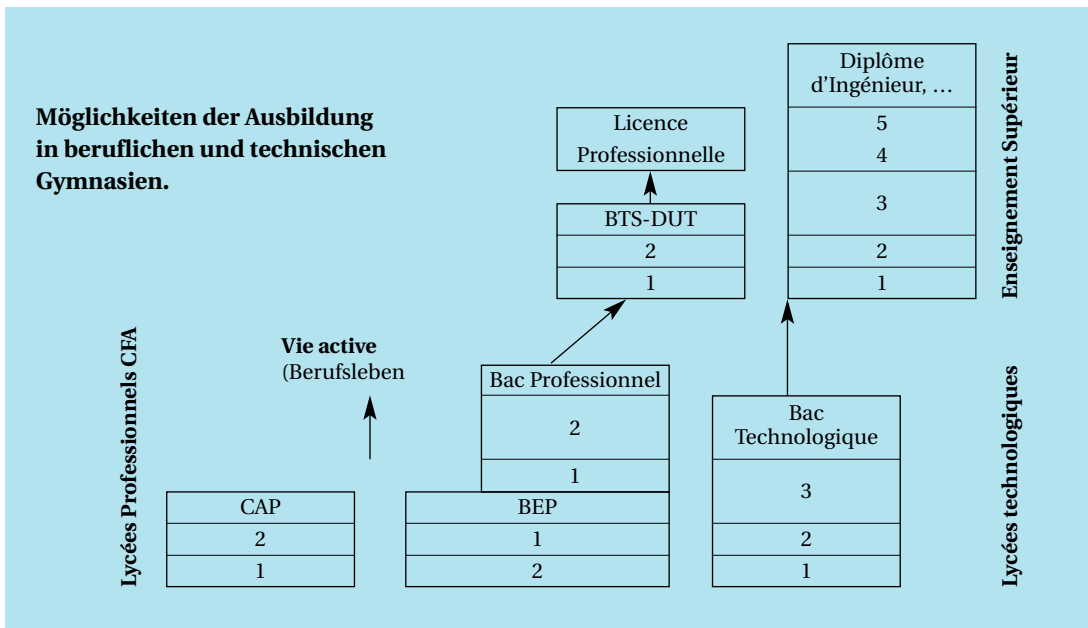 Möglichkeiten der Ausbildung
in beruflichen und technischen
Gymnasien.
Licence
Professionnelle
BTS-DUT
2
1
Diplôme
d’Ingénieur, …
5
4
3
2
1
Enseignement Supérieur
Lycées Professionnels CFA
Vie active
(Berufsleben
CAP
2
1
Bac Professionnel
2
1
BEP
1
2
Bac
Technologique
3
2
1
Lycées technologiques